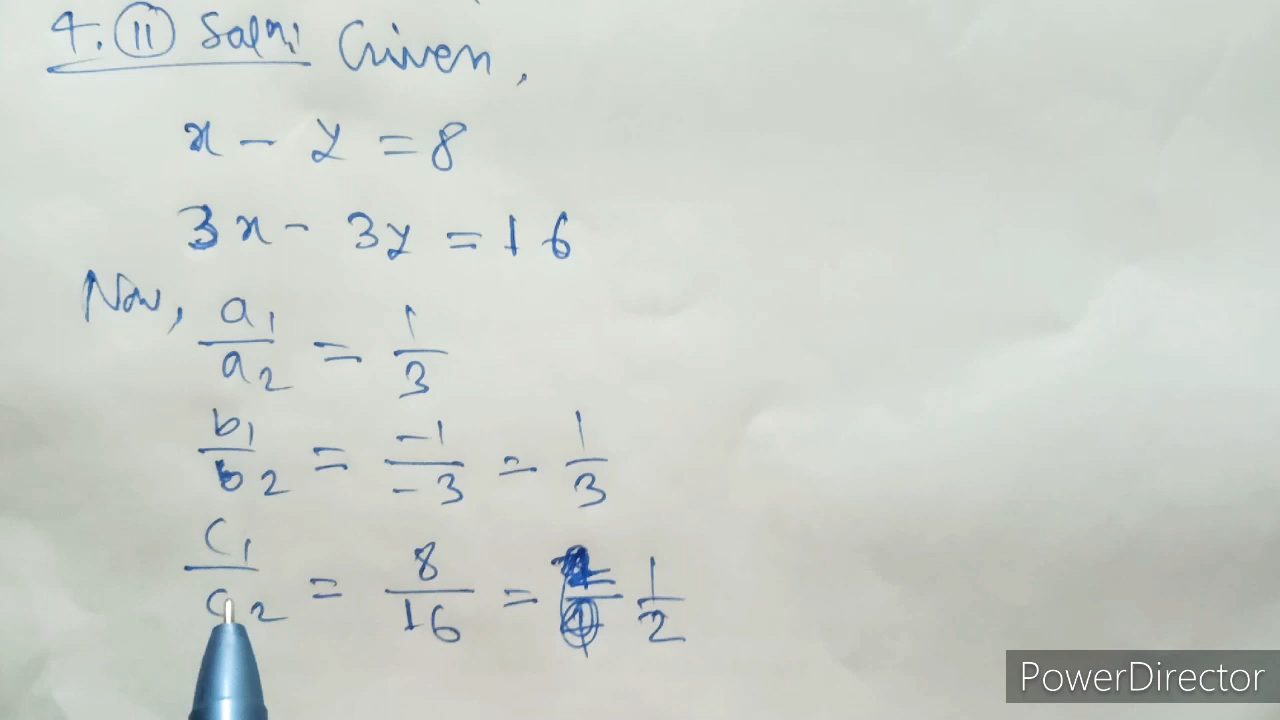 4. (ii) Soln: Given,
x - y = 8
3x - 3y = 16
Now, a1/a2 = 1/3
b1/b2 = -1/-3 = 1/3
c1/c2 = 8/16 = 1/2
PowerDirector